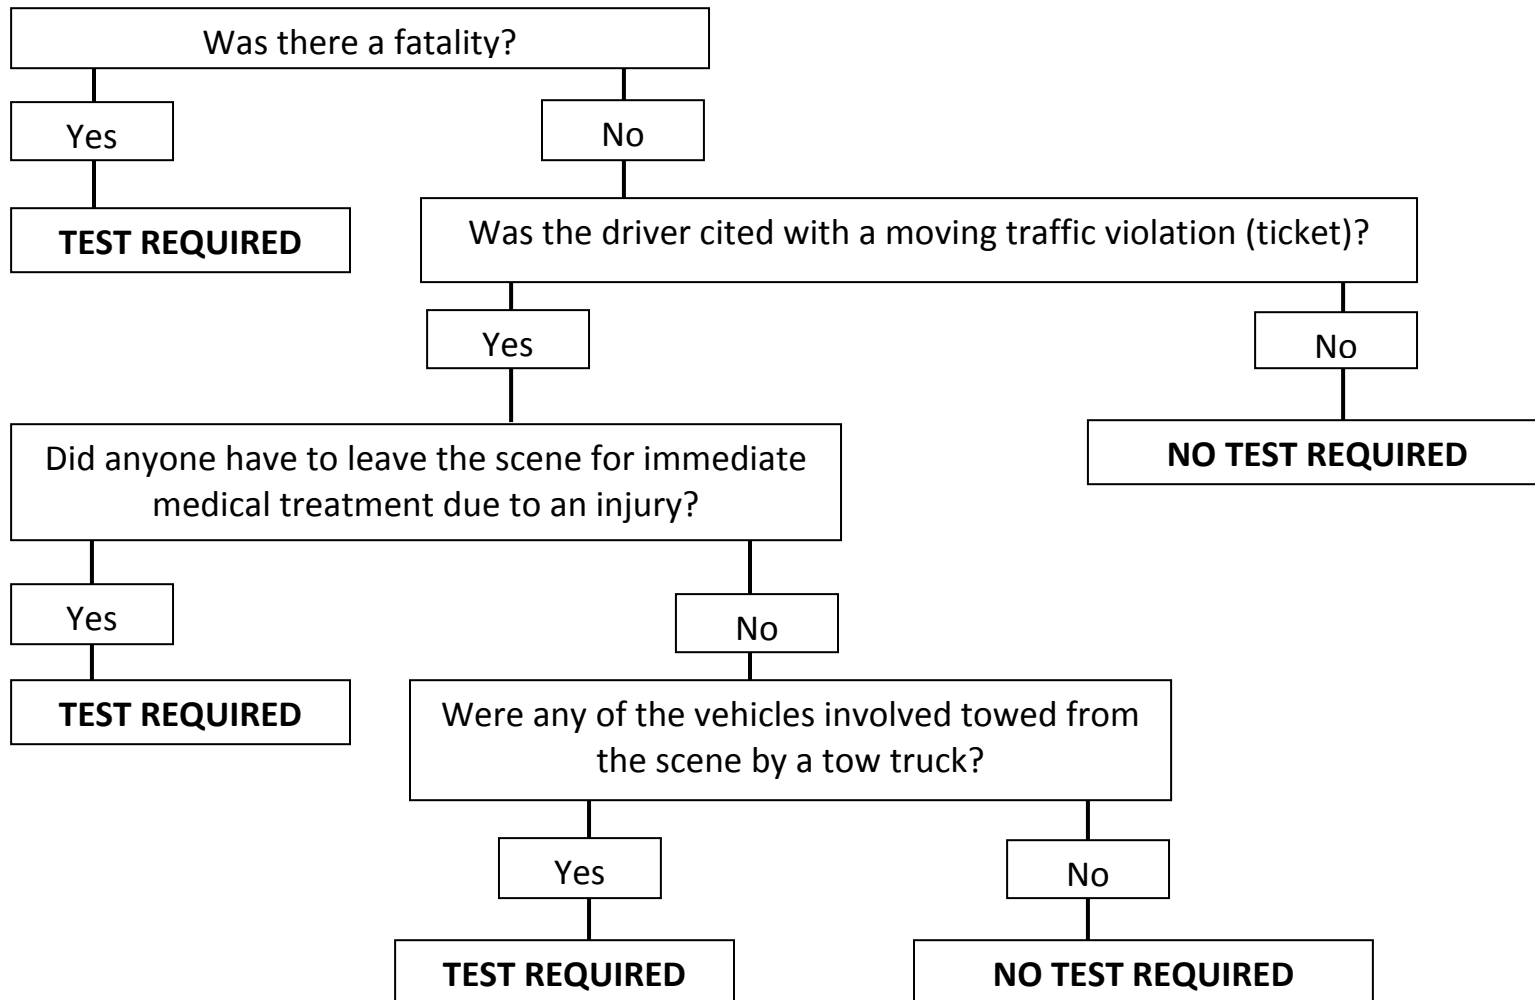 Was there a fatality?
Yes
No
TEST REQUIRED
Was the driver cited with a moving traffic violation (ticket)?
Yes
No
Did anyone have to leave the scene for immediate
medical treatment due to an injury?
NO TEST REQUIRED
Yes
No
TEST REQUIRED
Were any of the vehicles involved towed from
the scene by a tow truck?
Yes
No
TEST REQUIRED
NO TEST REQUIRED